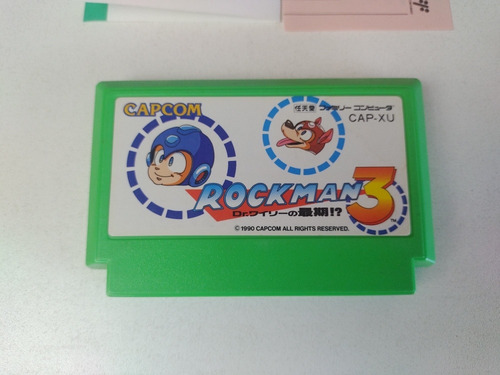 CAPCOM
任天堂 ファミリー コンピュータ
CAP-XU
ROCKMAN 3
Dr.ワイリーの最期!?
© 1990 CAPCOM ALL RIGHTS RESERVED.